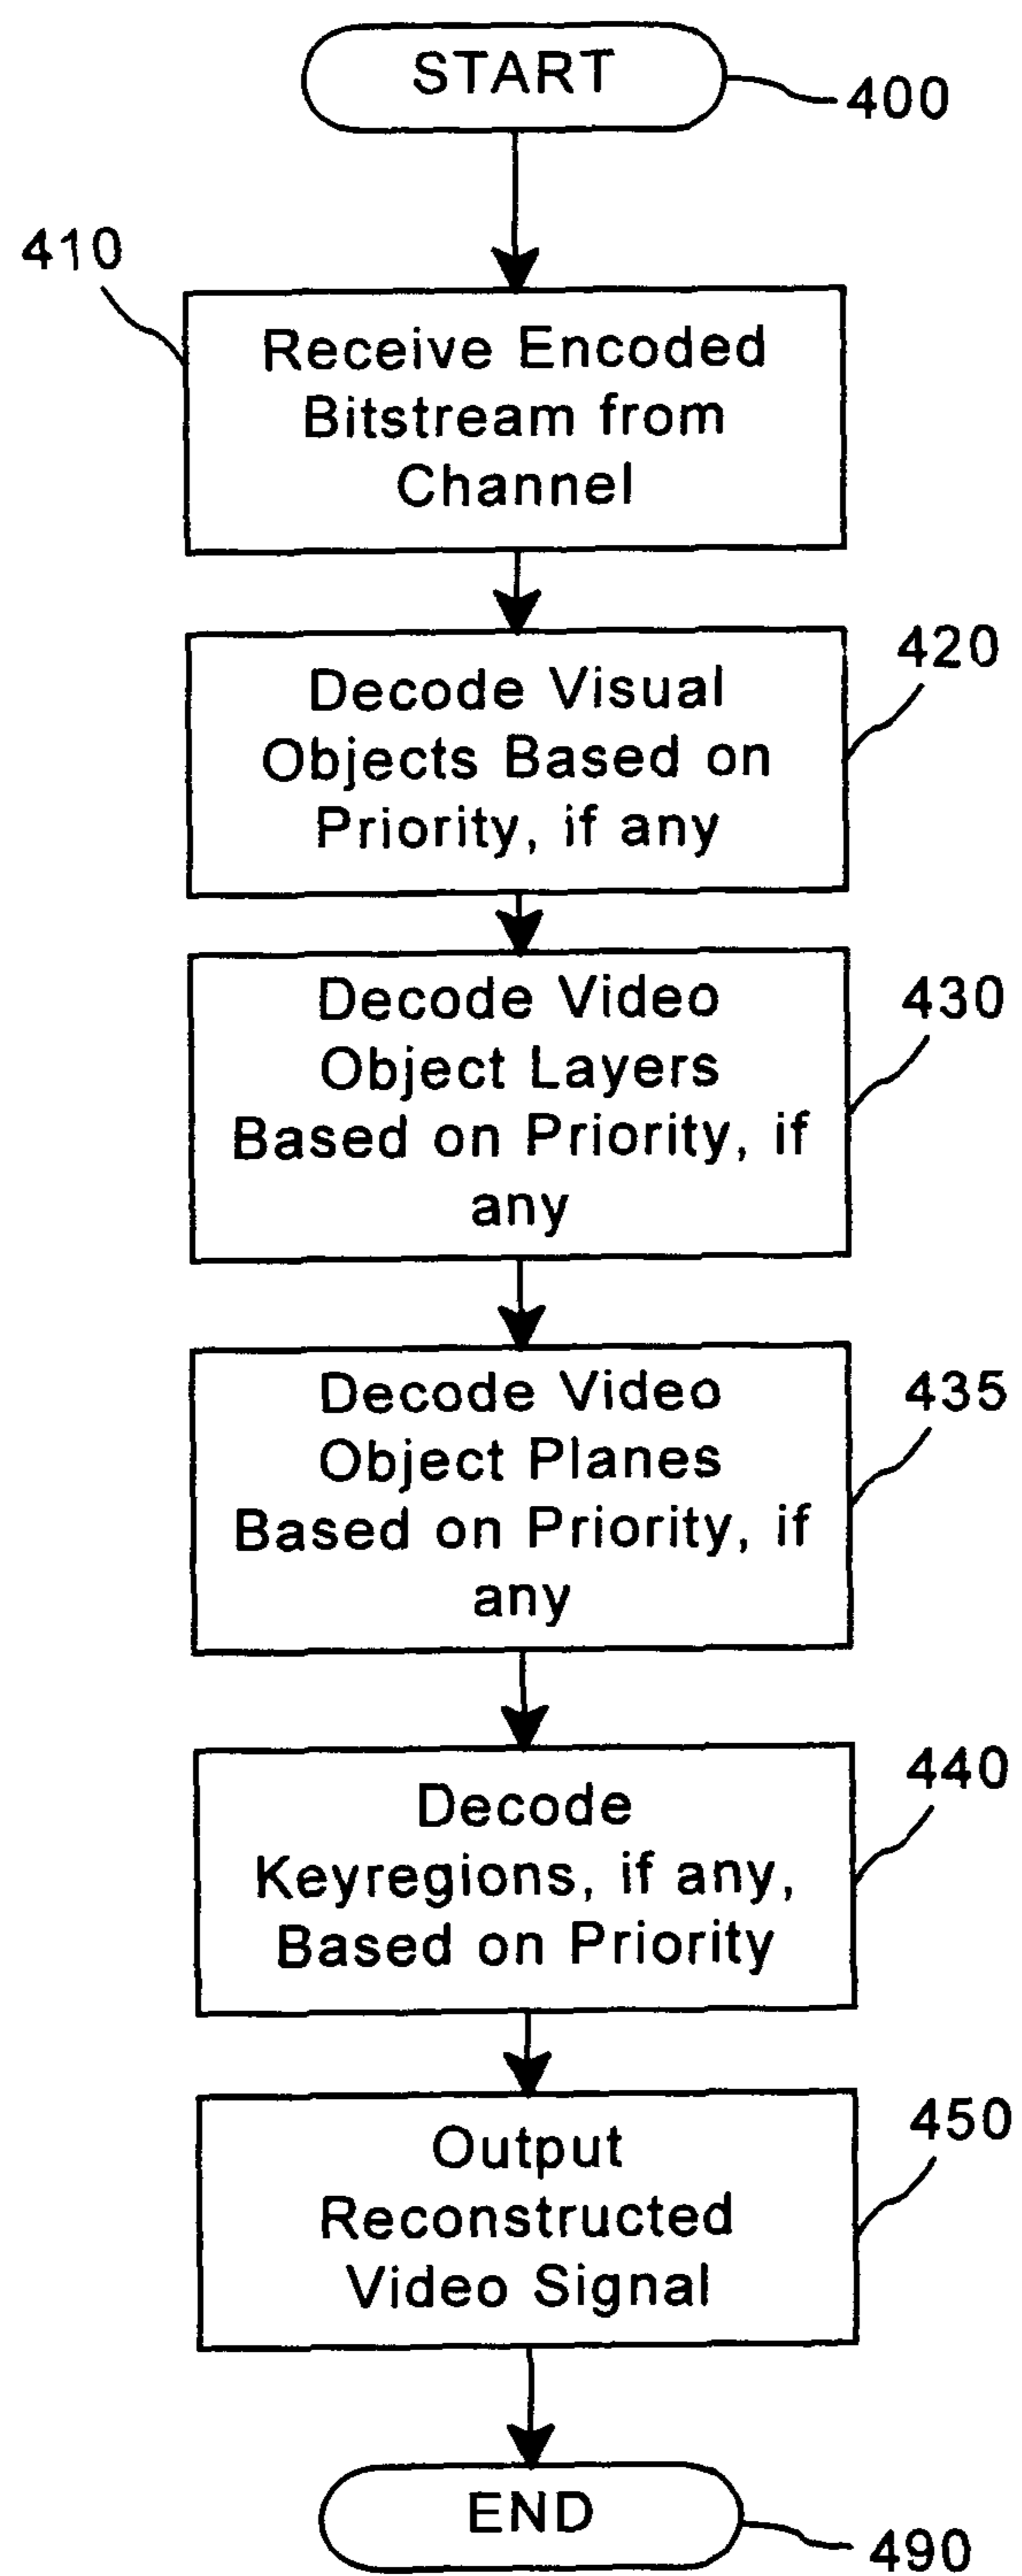 START
400
410
Receive Encoded
Bitstream from
Channel
420
Decode Visual
Objects Based on
Priority, if any
430
Decode Video
Object Layers
Based on Priority, if
any
435
Decode Video
Object Planes
Based on Priority, if
any
440
Decode
Keyregions, if any,
Based on Priority
450
Output
Reconstructed
Video Signal
END
490